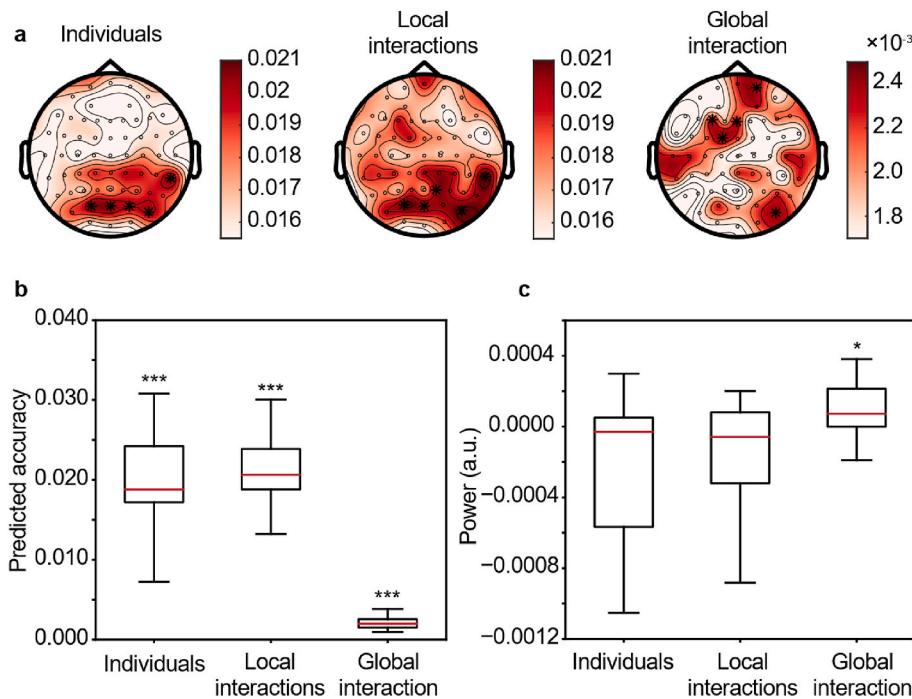 a
Individuals
Local
interactions
Global
interaction
0.021
0.02
0.019
0.018
0.017
0.016
0.021
0.02
0.019
0.018
0.017
0.016
×10⁻³
2.4
2.2
2.0
1.8
b
Predicted accuracy
0.040
0.030
0.020
0.010
0.000
***
***
***
Individuals
Local
interactions
Global
interaction
c
Power (a.u.)
0.0004
0.0000
−0.0004
−0.0008
−0.0012
*
Individuals
Local
interactions
Global
interaction